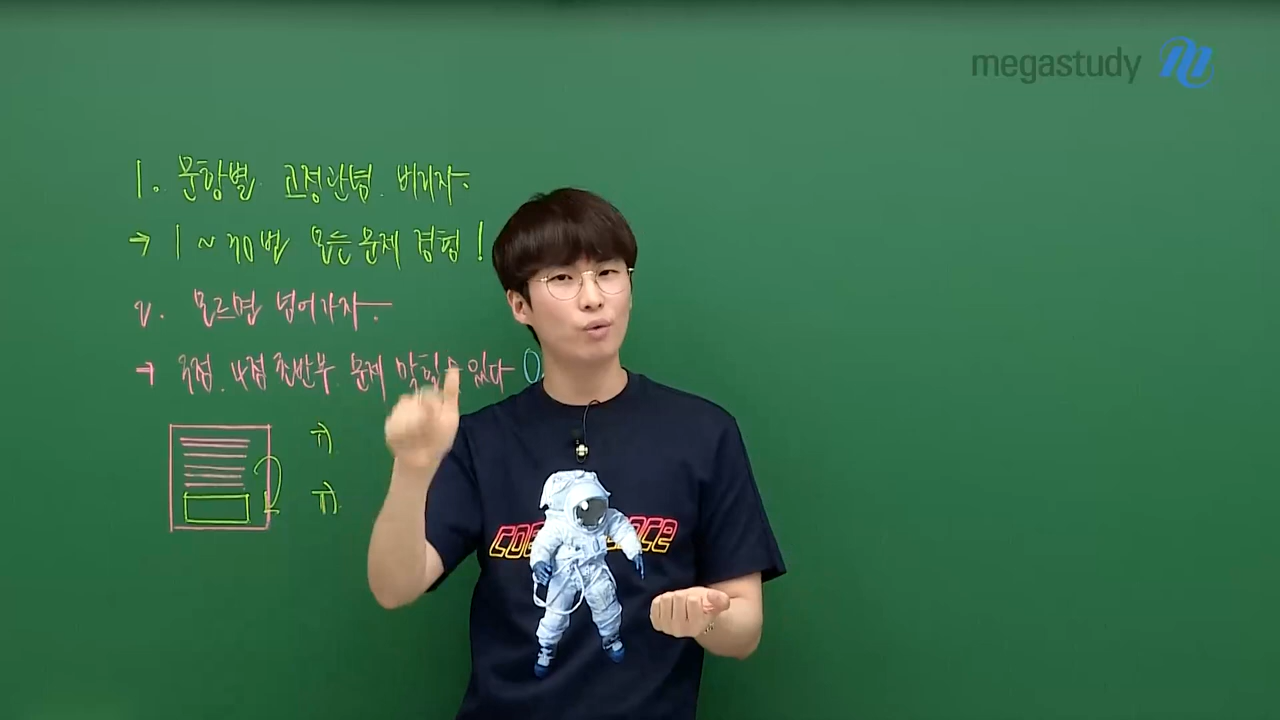 megastudy
1. 문항별 고정관념 버리자.
→ 1 ~ 30번 모든 문제 경험!
2. 모르면 넘어가자.
→ 3점, 4점 초반부 문제 맞힐 수 있다
ㄱ)
ㄲ)